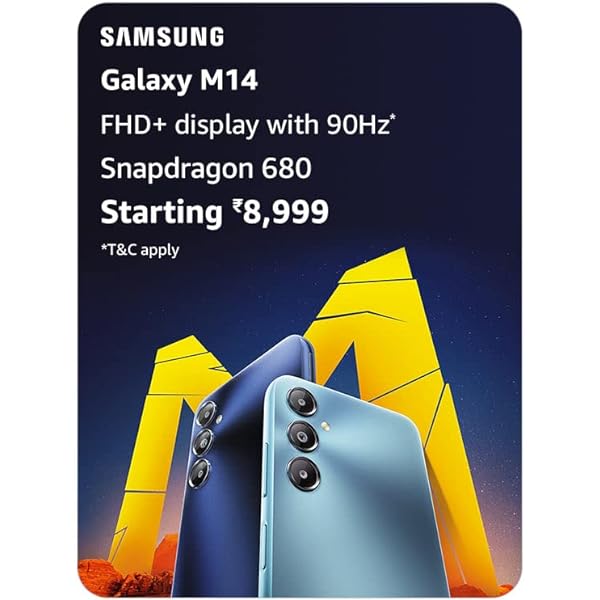 SAMSUNG
Galaxy M14
FHD+ display with 90Hz*
Snapdragon 680
Starting ₹8,999
*T&C apply
M